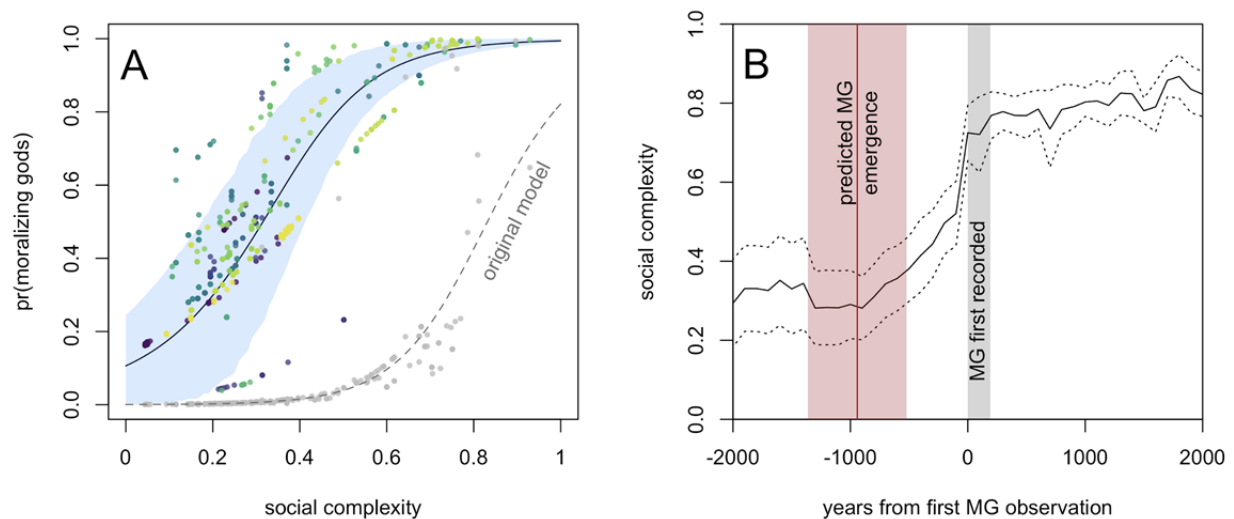 A
pr(moralizing gods)
1.0
0.8
0.6
0.4
0.2
0.0
original model
0
0.2
0.4
0.6
0.8
1
social complexity
B
social complexity
1.0
0.8
0.6
0.4
0.2
0.0
predicted MG
emergence
MG first recorded
-2000
-1000
0
1000
2000
years from first MG observation